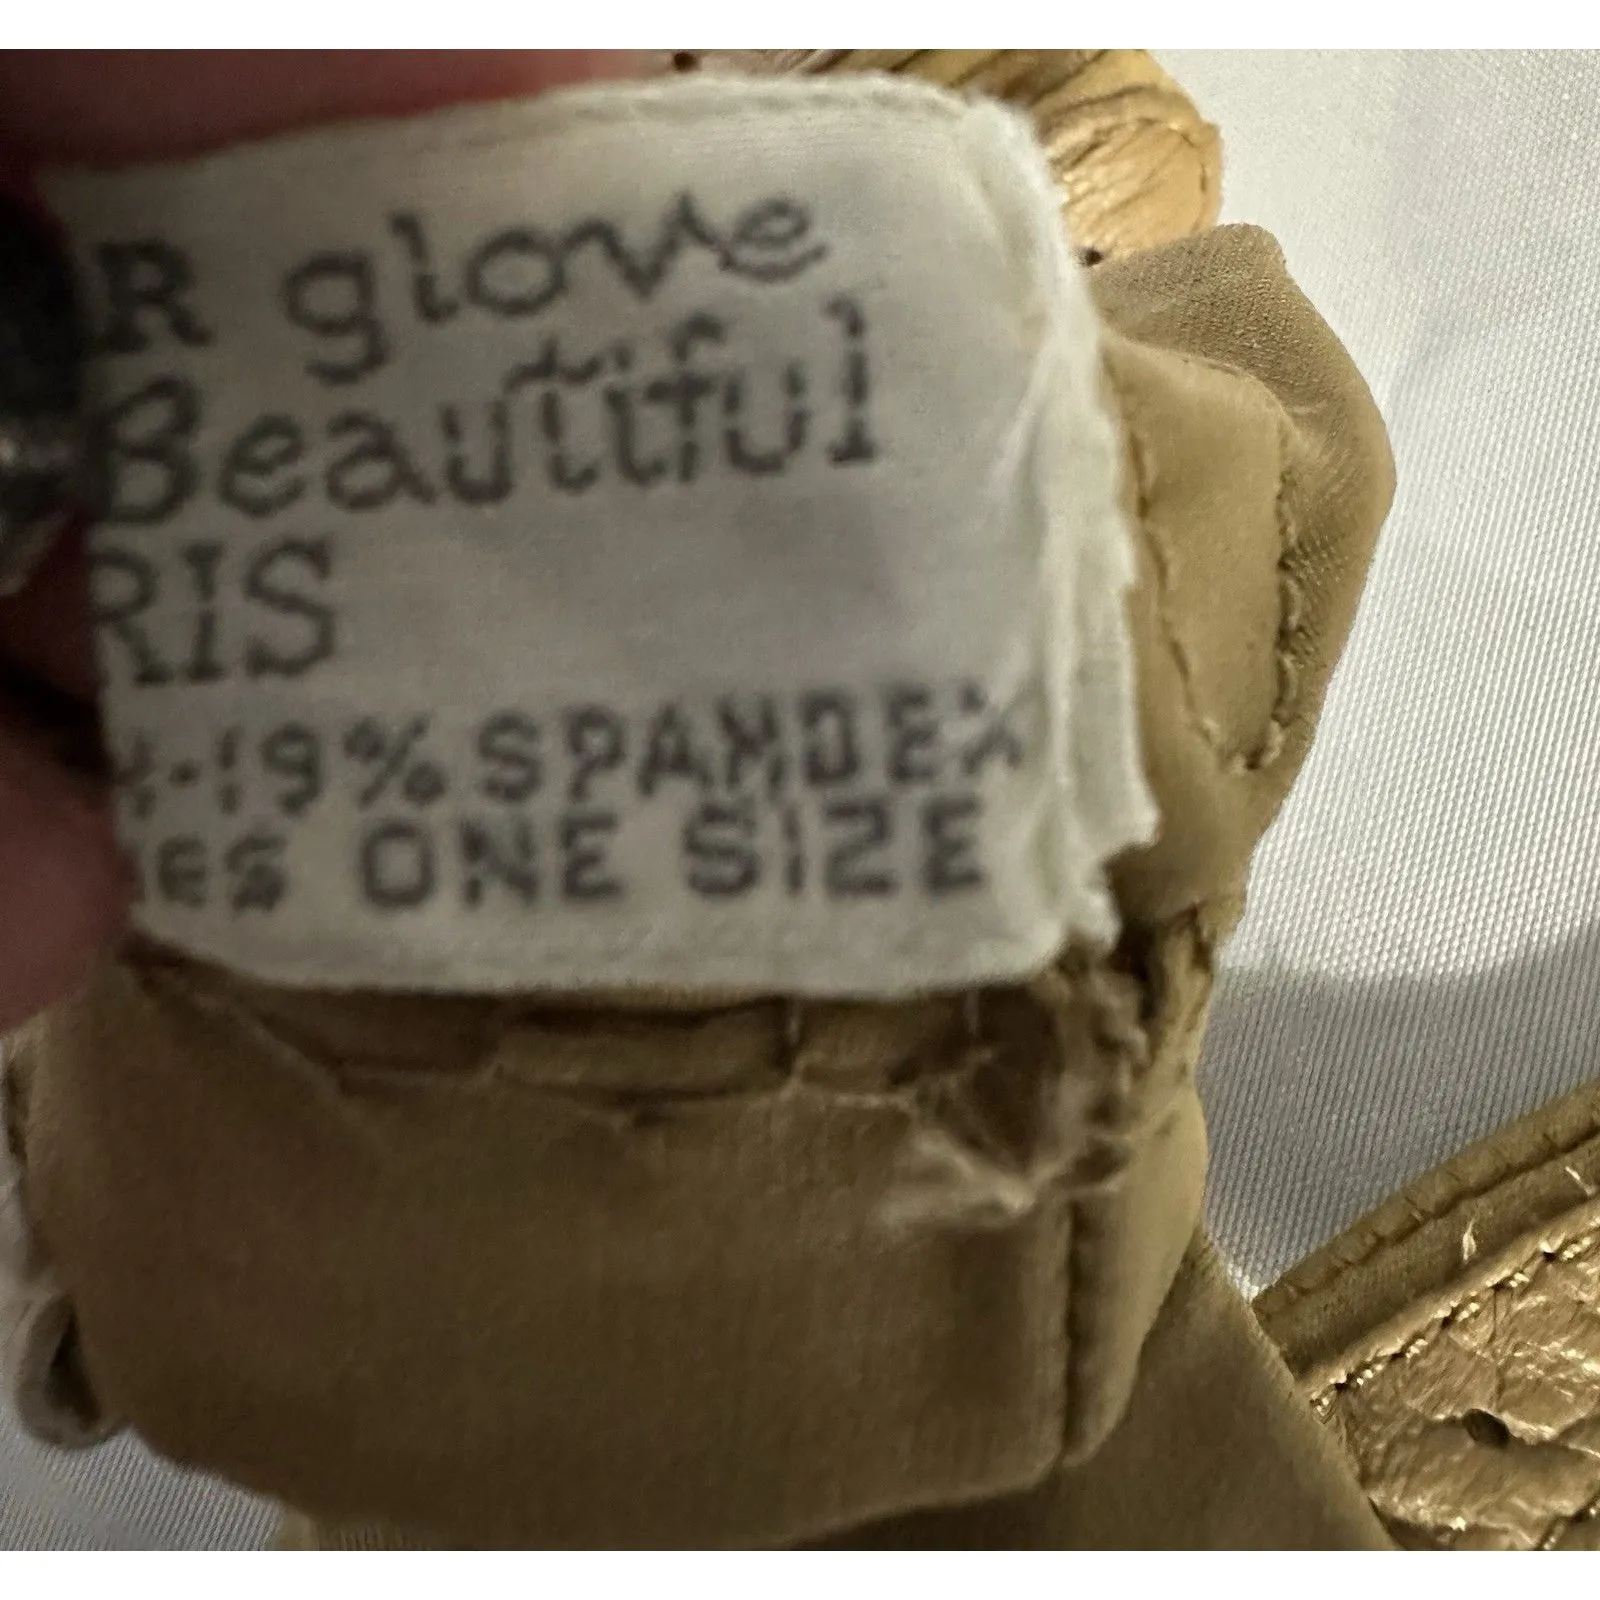 R glove
Beautiful
RIS
-19% SPANDEX
ES ONE SIZE